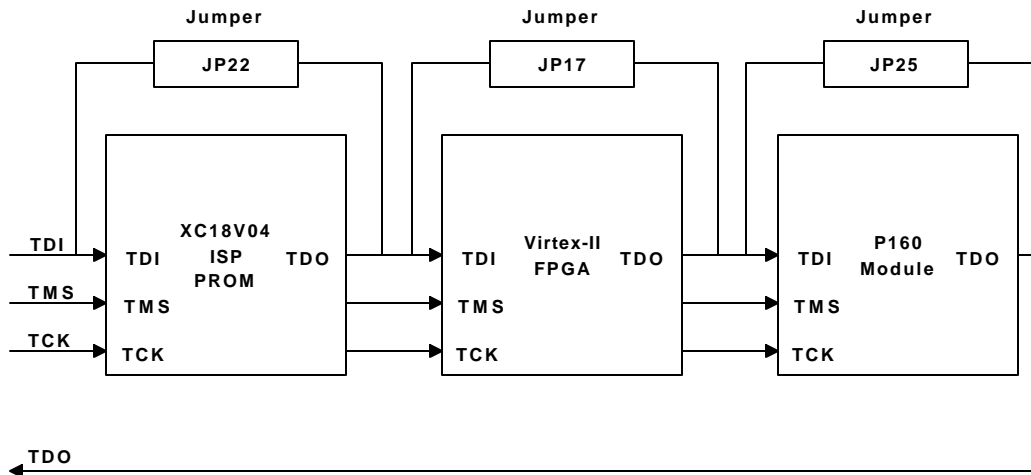 Jumper
Jumper
Jumper
JP22
JP17
JP25
TDI
TMS
TCK
TDI
TMS
TCK
XC18V04
ISP
PROM
TDO
TDI
TMS
TCK
Virtex-II
FPGA
TDO
TDI
TMS
TCK
P160
Module
TDO
TDO